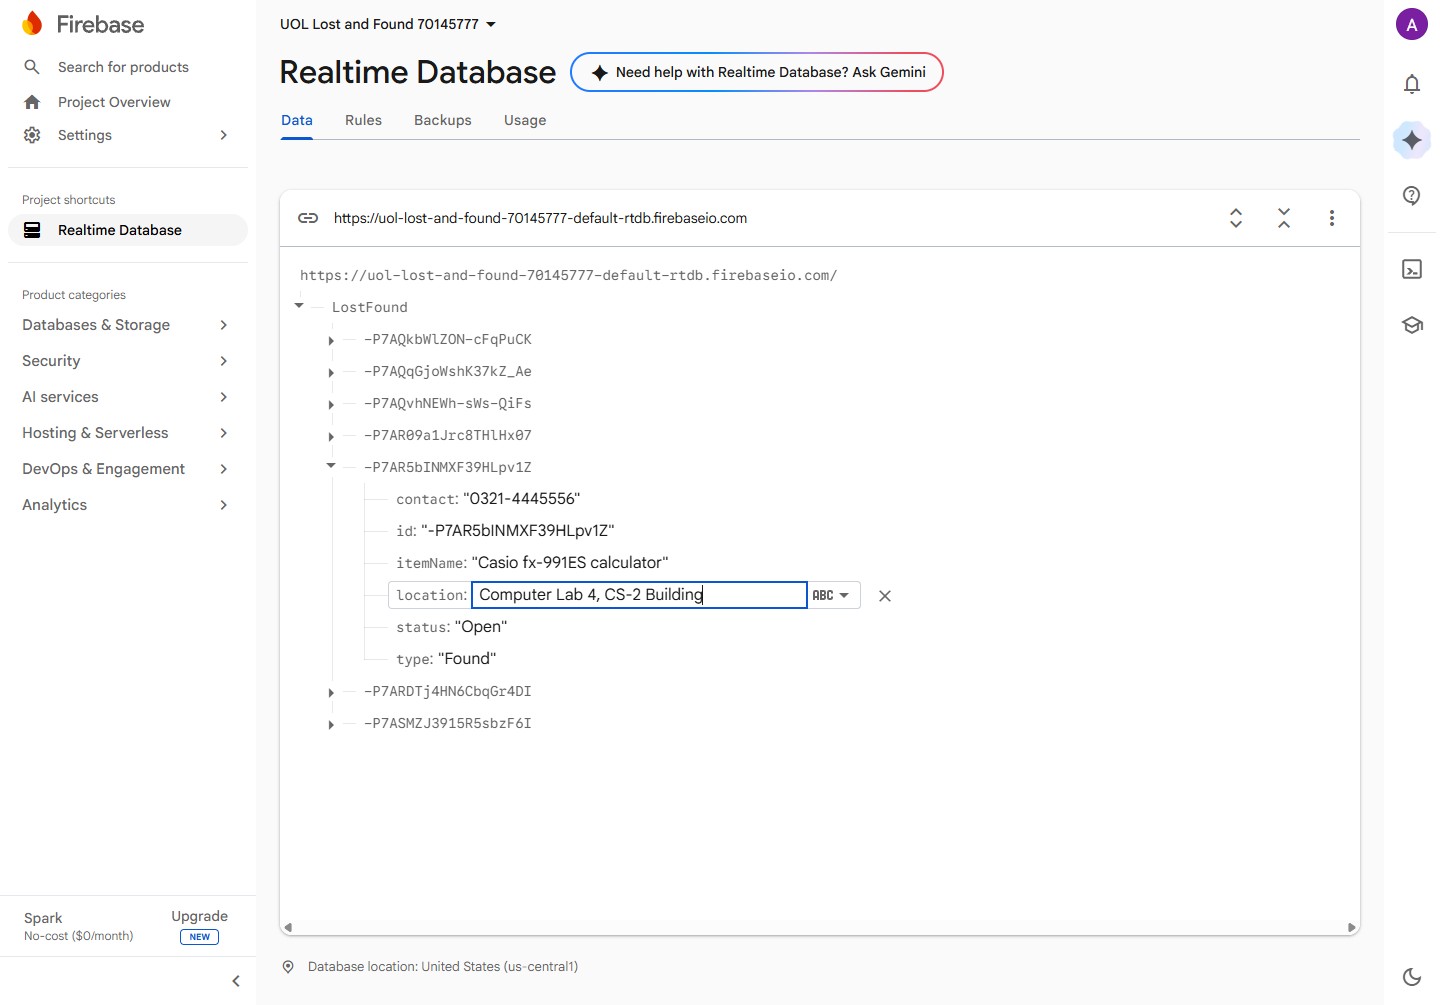 Firebase
Search for products
Project Overview
Settings
Project shortcuts
Realtime Database
Product categories
Databases & Storage
Security
AI services
Hosting & Serverless
DevOps & Engagement
Analytics
Spark
No-cost ($0/month)
Upgrade
NEW
UOL Lost and Found 70145777
Realtime Database
Need help with Realtime Database? Ask Gemini
Data Rules Backups Usage
https://uol-lost-and-found-70145777-default-rtdb.firebaseio.com
https://uol-lost-and-found-70145777-default-rtdb.firebaseio.com/
LostFound
-P7AQkbWlZON-cFqPuCK
-P7AQqGjoWshK37kZ_Ae
-P7AQvhNEWh-sWs-QiFs
-P7AR09a1Jrc8THlHx07
-P7AR5bINMXF39HLpv1Z
contact: "0321-4445556"
id: "-P7AR5bINMXF39HLpv1Z"
itemName: "Casio fx-991ES calculator"
location: Computer Lab 4, CS-2 Building ABC
status: "Open"
type: "Found"
-P7ARDTj4HN6CbqGr4DI
-P7ASMZJ3915R5sbzF6I
Database location: United States (us-central1)
A